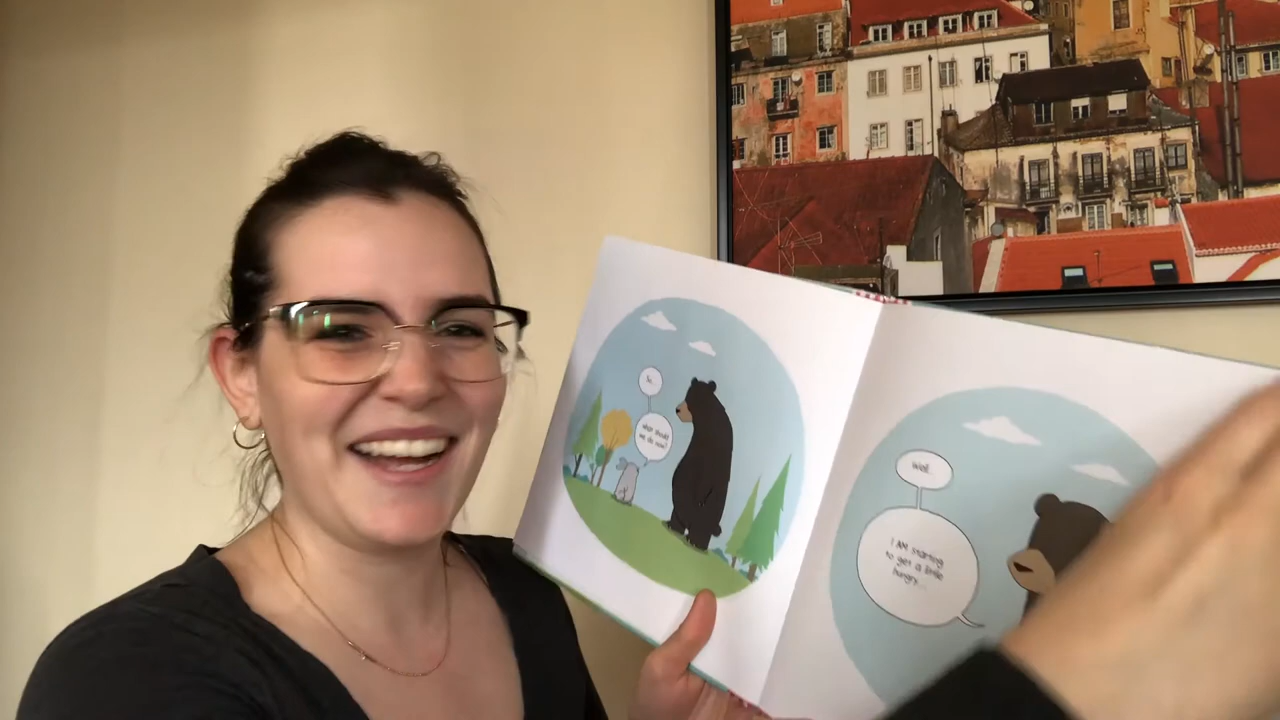 So...
what should
we do now?
Well...
I AM starting
to get a little
hungry...